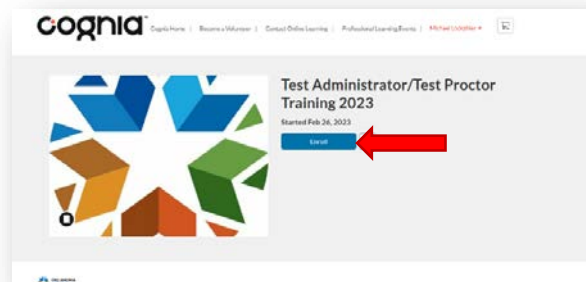 cognia
Cognia Home | Become a Volunteer | Contact Online Learning | Professional Learning Events |
Test Administrator/Test Proctor
Training 2023
Started Feb 26, 2023
Enroll
OKLAHOMA